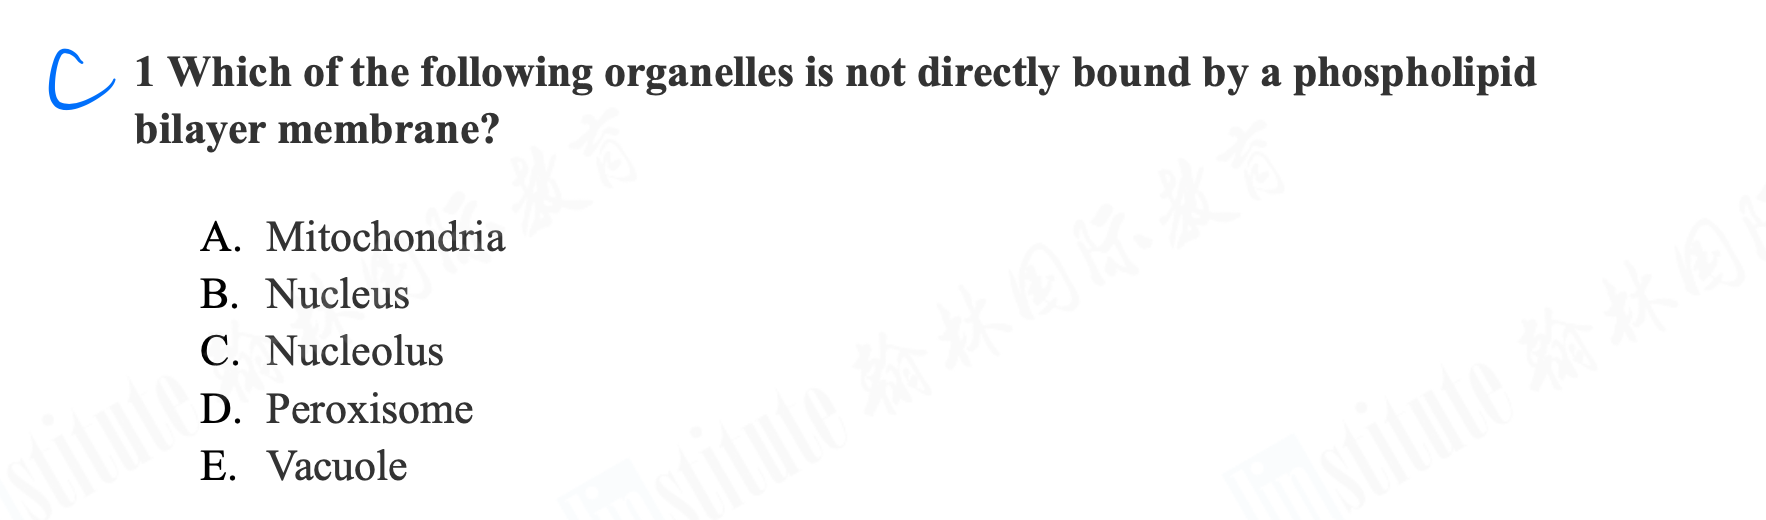 C 1 Which of the following organelles is not directly bound by a phospholipid
bilayer membrane?
A. Mitochondria
B. Nucleus
C. Nucleolus
D. Peroxisome
E. Vacuole
stitute 翰林国际教育
Institute 翰林国际教育
Institute 翰林国际